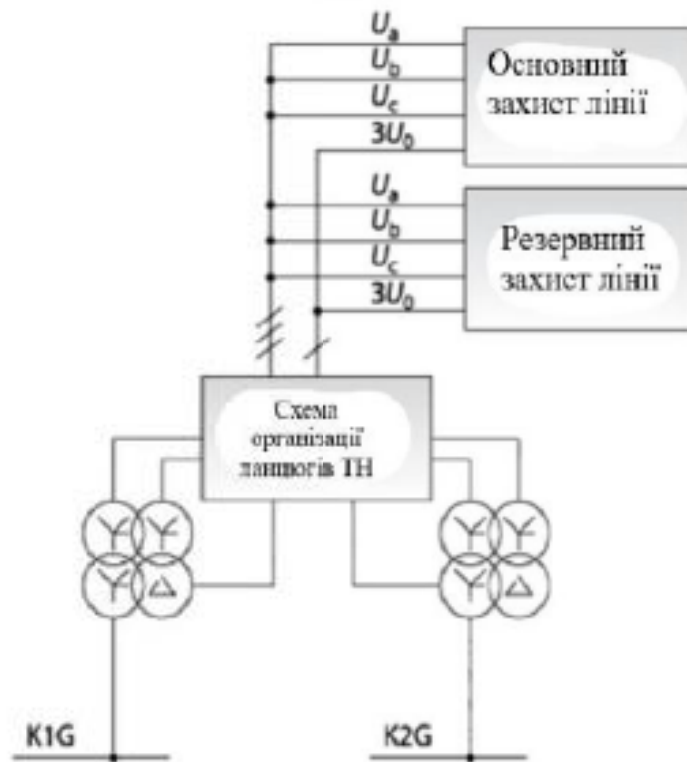 Ua
Ub
Uc
3U0
Основний
захист лінії
Ua
Ub
Uc
3U0
Резервний
захист лінії
Схема
організації
ланцюгів ТН
K1G
K2G